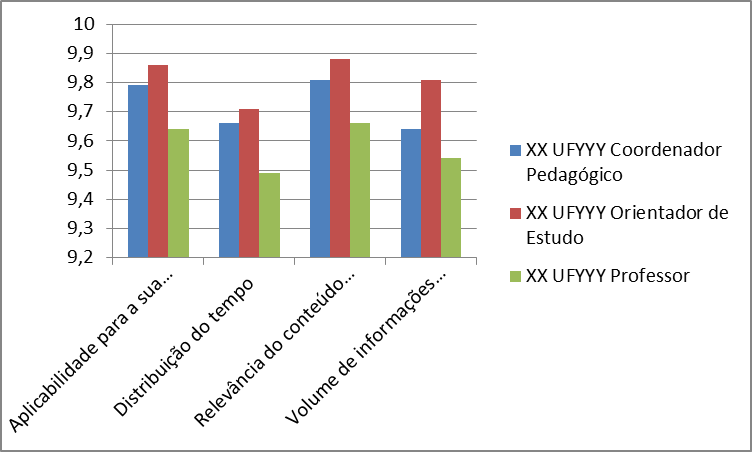 10
9,9
9,8
9,7
9,6
9,5
9,4
9,3
9,2
Aplicabilidade para a sua...
Distribuição do tempo
Relevância do conteúdo...
Volume de informações...
XX UFYYY Coordenador
Pedagógico
XX UFYYY Orientador de
Estudo
XX UFYYY Professor